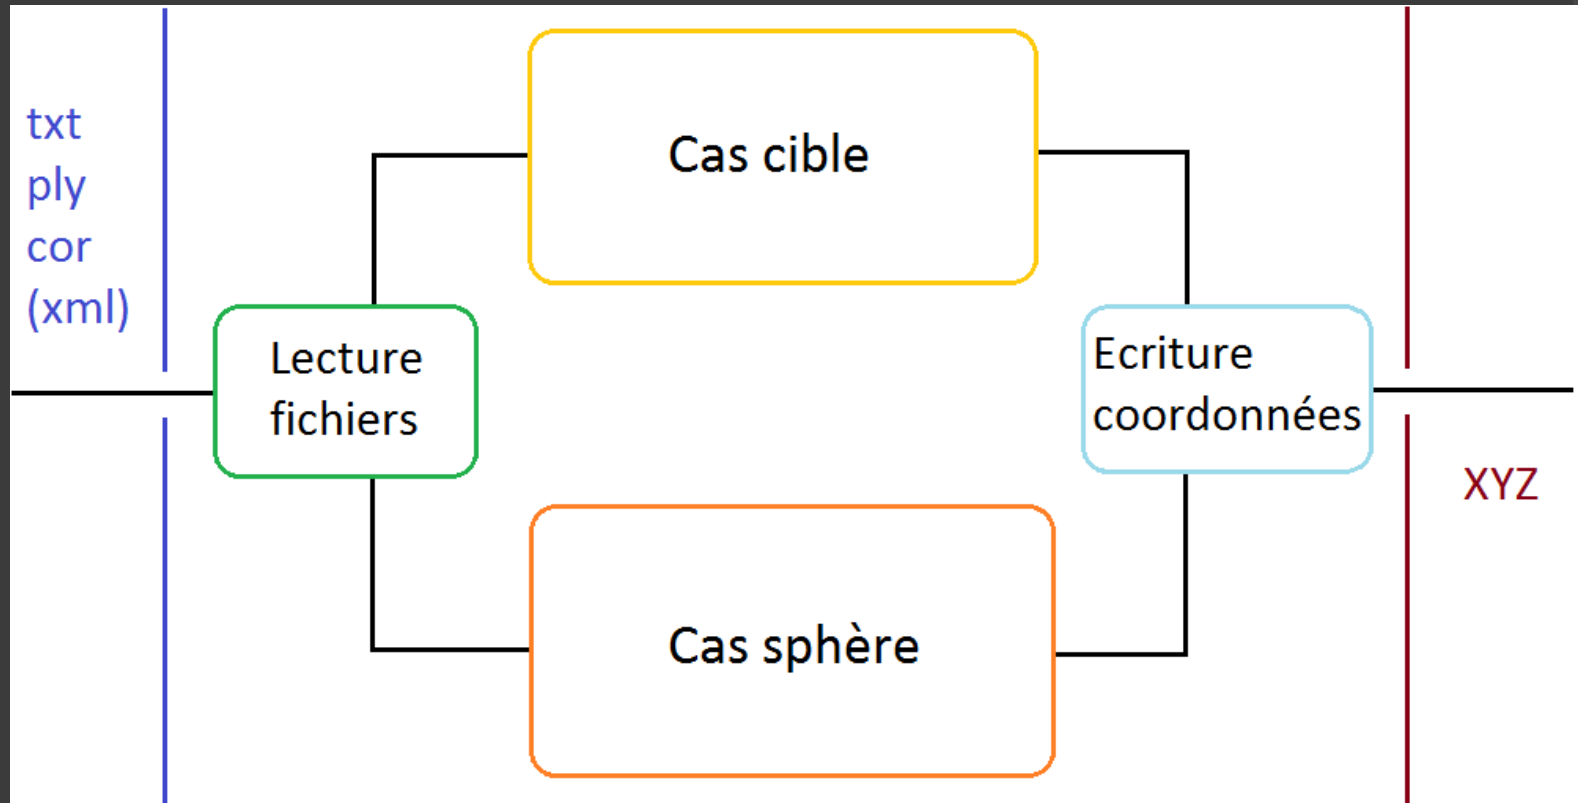 txt
ply
cor
(xml)
Cas cible
Lecture
fichiers
Ecriture
coordonnées
Cas sphère
XYZ